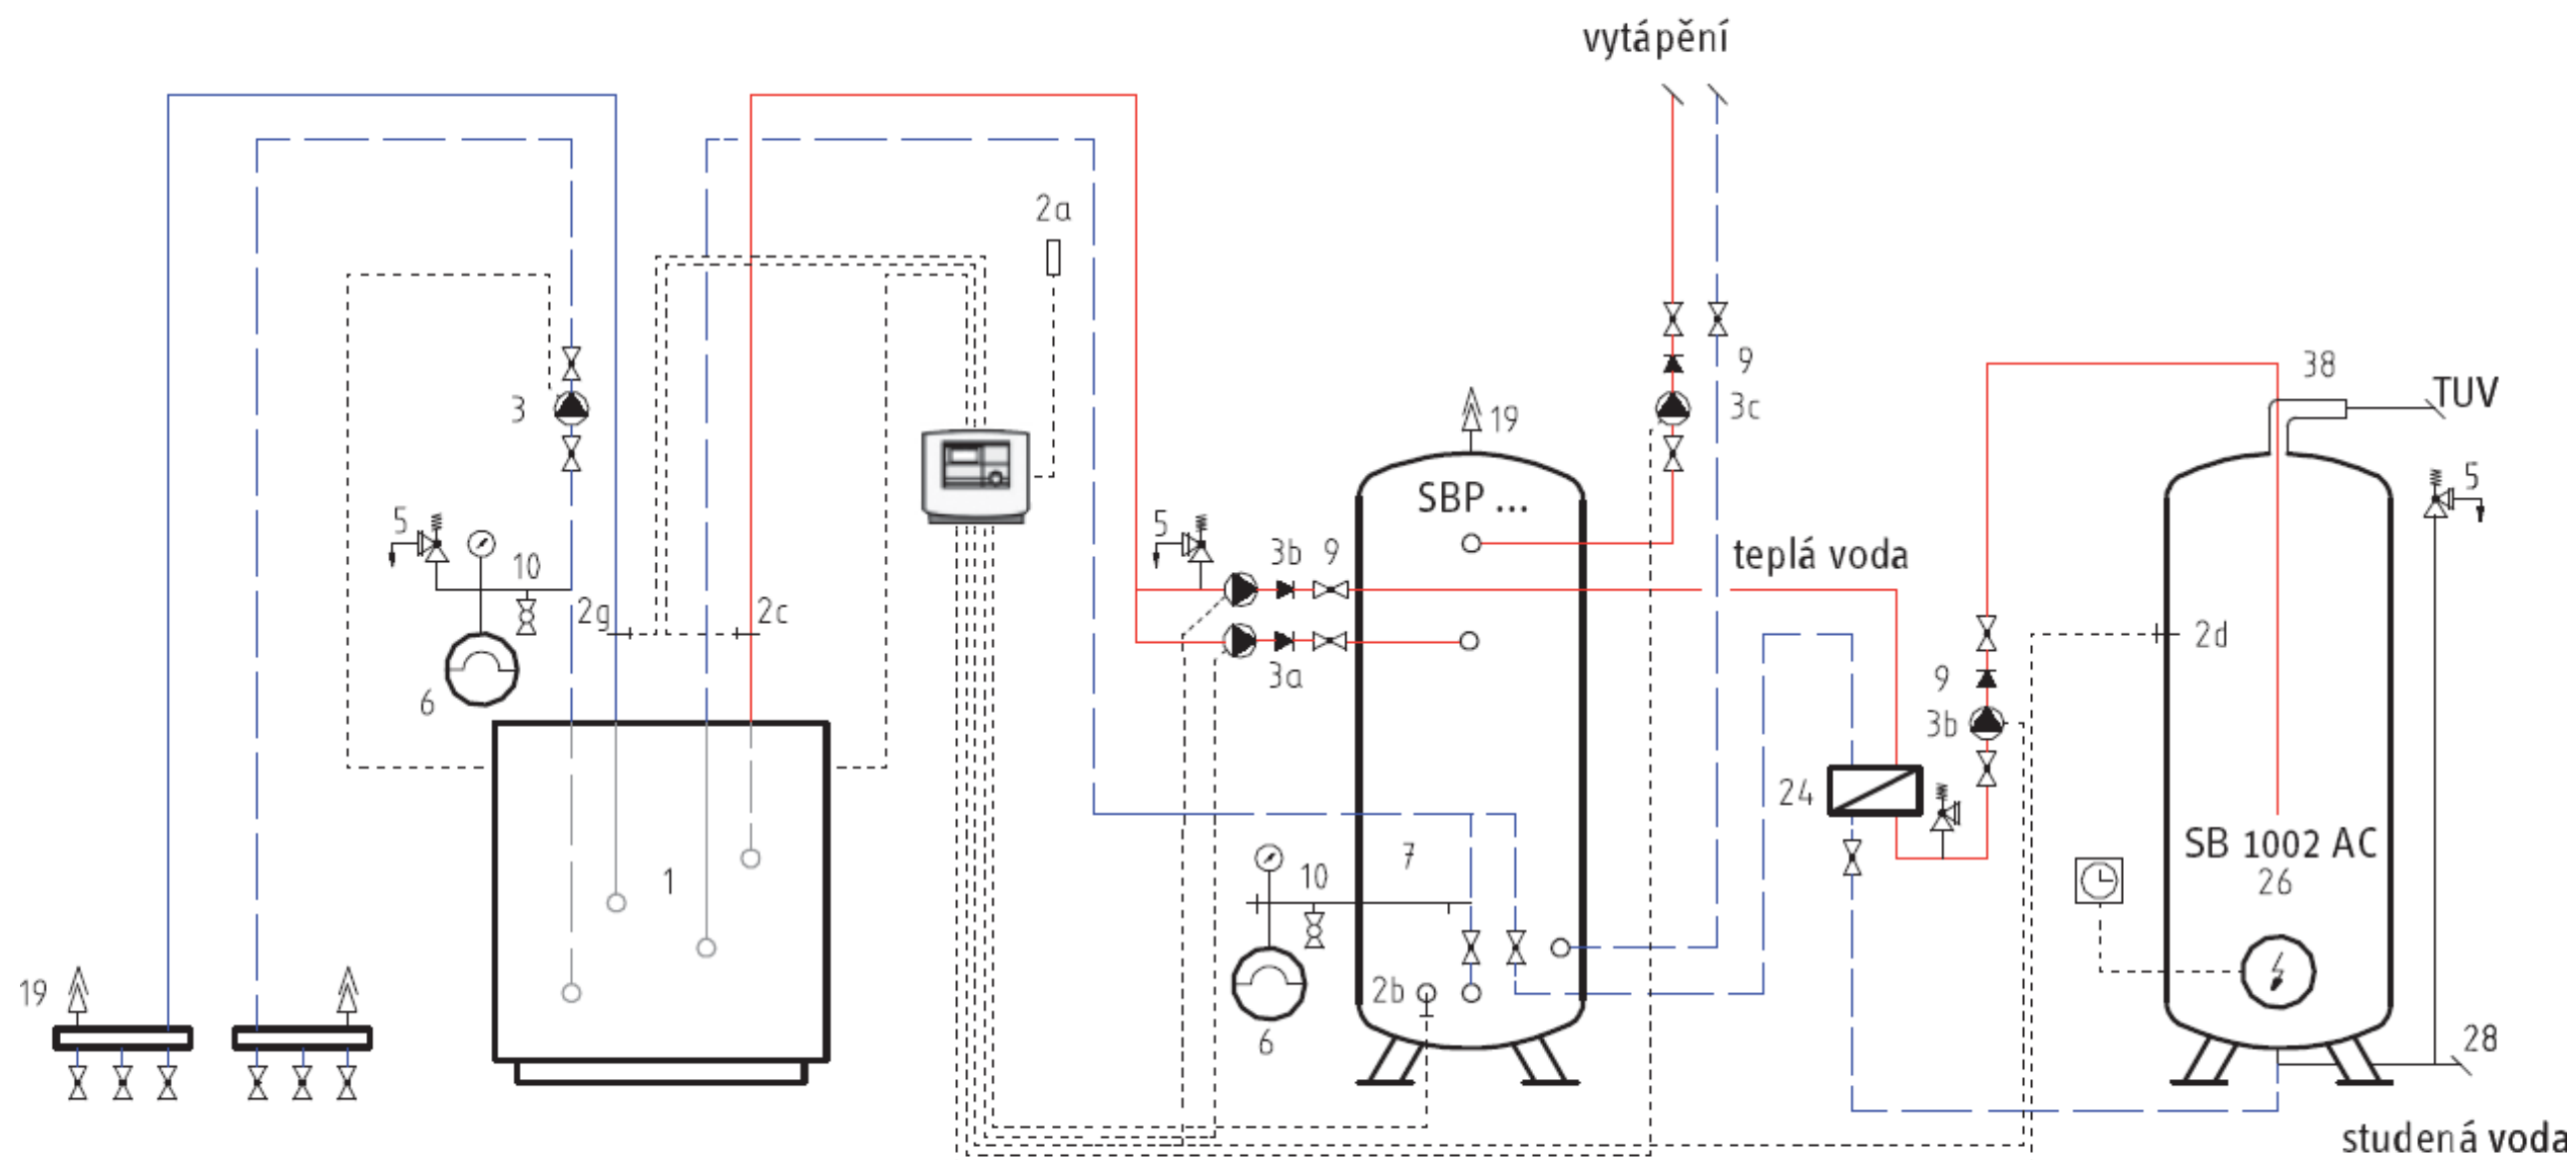 vytápění
2a
38
TUV
9
3
3c
19
5
SBP ...
5
5
3b
9
teplá voda
10
2g
2c
2d
3a
9
6
3b
24
7
SB 1002 AC
10
1
26
19
2b
6
28
studená voda